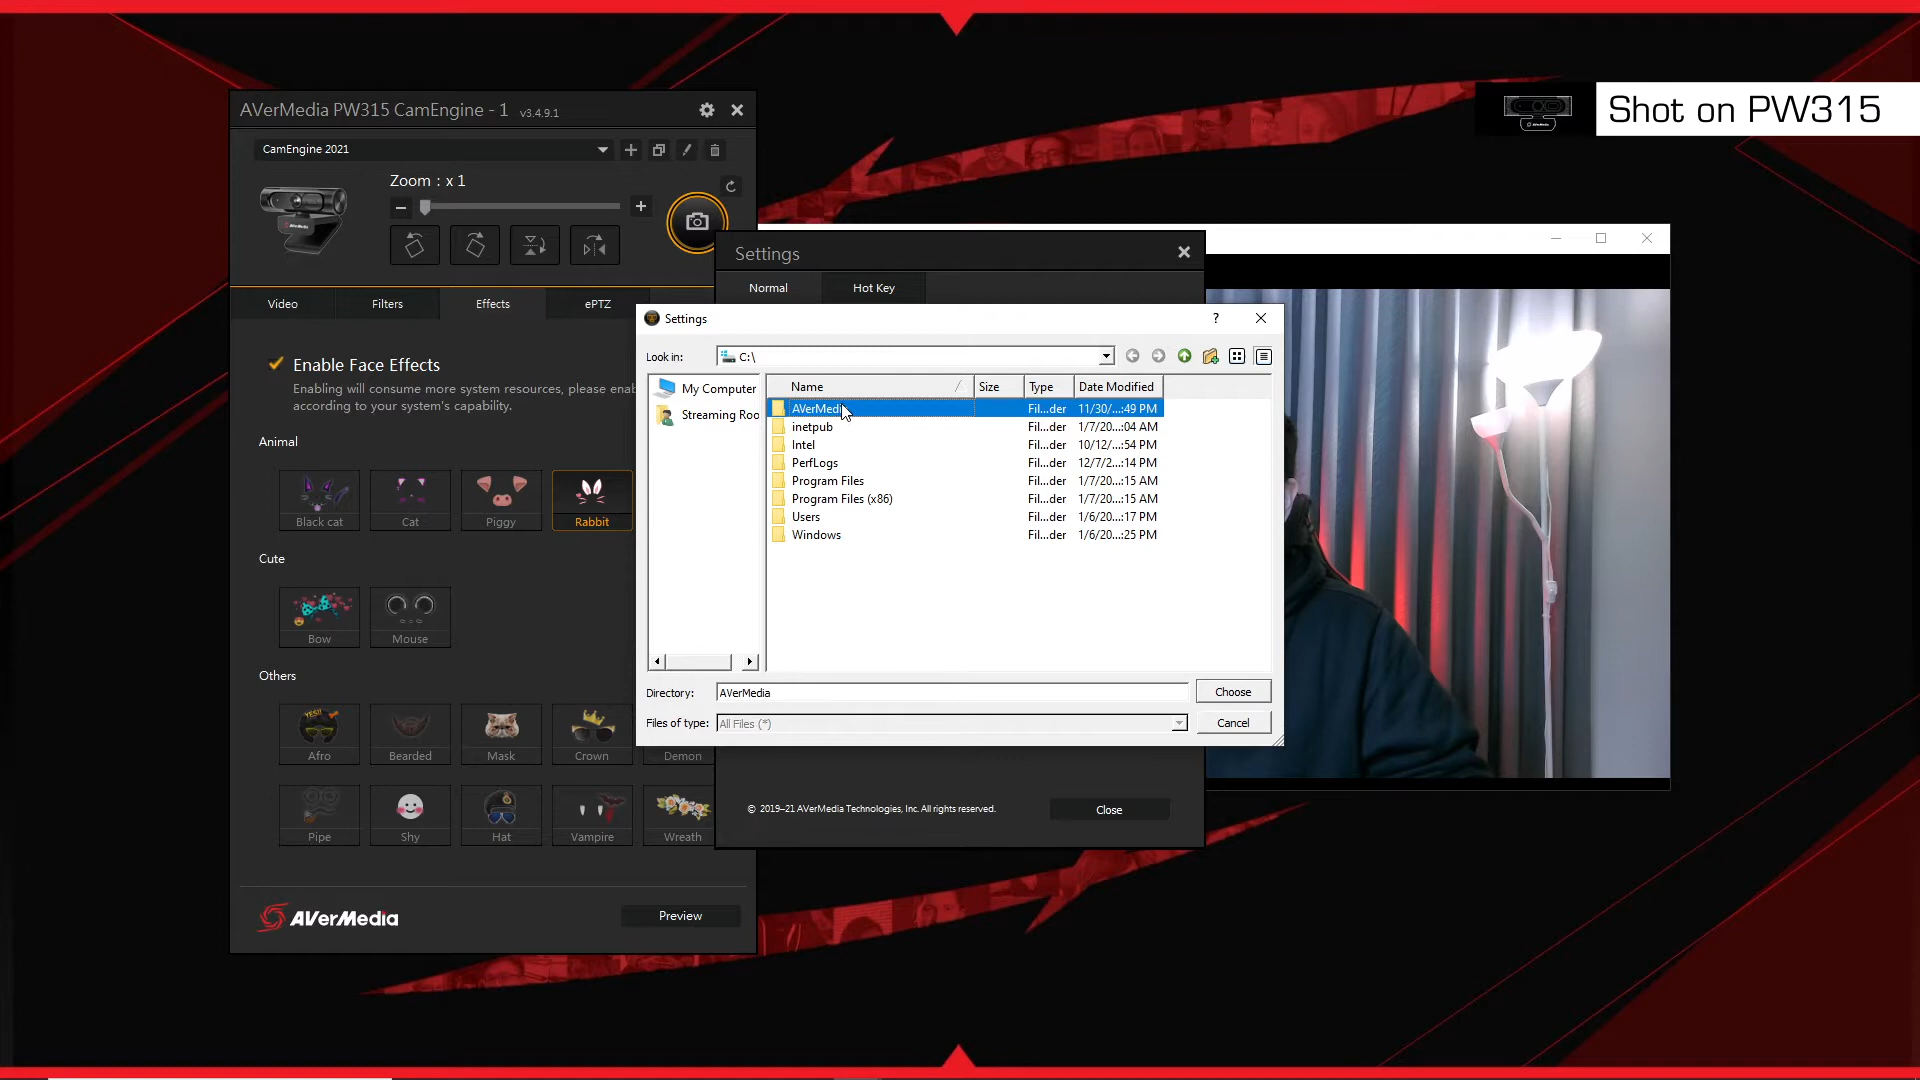 Shot on PW315
AVerMedia PW315 CamEngine - 1 v3.4.9.1
CamEngine 2021
Zoom : x 1
Video
Filters
Effects
ePTZ
Enable Face Effects
Enabling will consume more system resources, please enab
according to your system's capability.
Animal
Black cat
Cat
Piggy
Rabbit
Cute
Bow
Mouse
Others
YES!!
Afro
Bearded
Mask
Crown
Demon
Pipe
Shy
Hat
Vampire
Wreath
AVerMedia
Preview
Settings
Normal
Hot Key
Settings
?
Look in:
C:\
My Computer
Streaming Roo
Name
Size
Type
Date Modified
AVerMedi
Fil...der
11/30/...:49 PM
inetpub
Fil...der
1/7/20...:04 AM
Intel
Fil...der
10/12/...:54 PM
PerfLogs
Fil...der
12/7/2...:14 PM
Program Files
Fil...der
1/7/20...:15 AM
Program Files (x86)
Fil...der
1/7/20...:15 AM
Users
Fil...der
1/6/20...:17 PM
Windows
Fil...der
1/6/20...:25 PM
Directory:
AVerMedia
Choose
Files of type:
All Files (*)
Cancel
© 2019-21 AVerMedia Technologies, Inc. All rights reserved.
Close